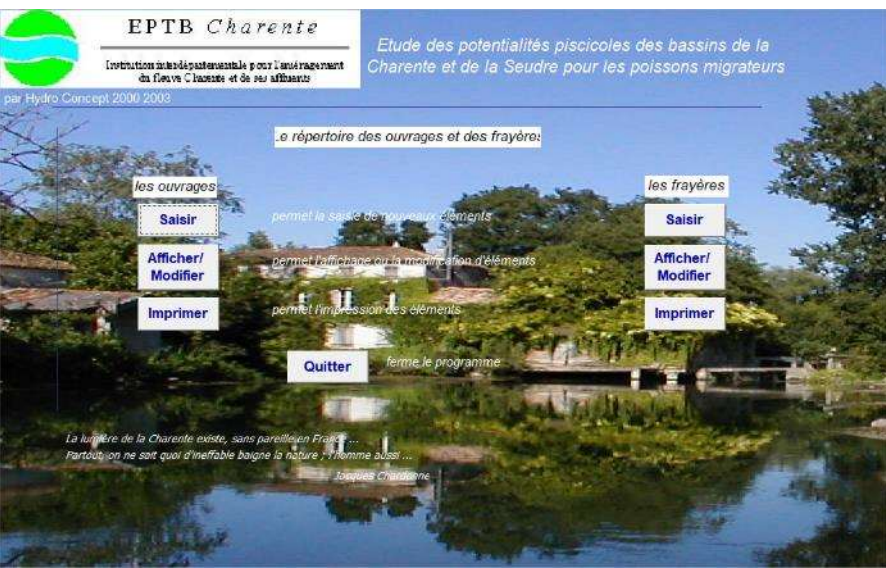 EPTB Charente
Institution interdépartementale pour l'aménagement
du fleuve Charente et de ses affluents
Etude des potentialités piscicoles des bassins de la
Charente et de la Seudre pour les poissons migrateurs
par Hydro Concept 2000 2003
Le répertoire des ouvrages et des frayères
les ouvrages
les frayères
Saisir
permet la saisie de nouveaux éléments
Saisir
Afficher/
Modifier
permet l'affichage ou la modification d'éléments
Afficher/
Modifier
Imprimer
permet l'impression des éléments
Imprimer
Quitter
ferme le programme
La lumière de la Charente existe, sans pareille en France ...
Partout, on ne sait quoi d'ineffable baigne la nature ; l'homme aussi ...
Jacques Chardonne